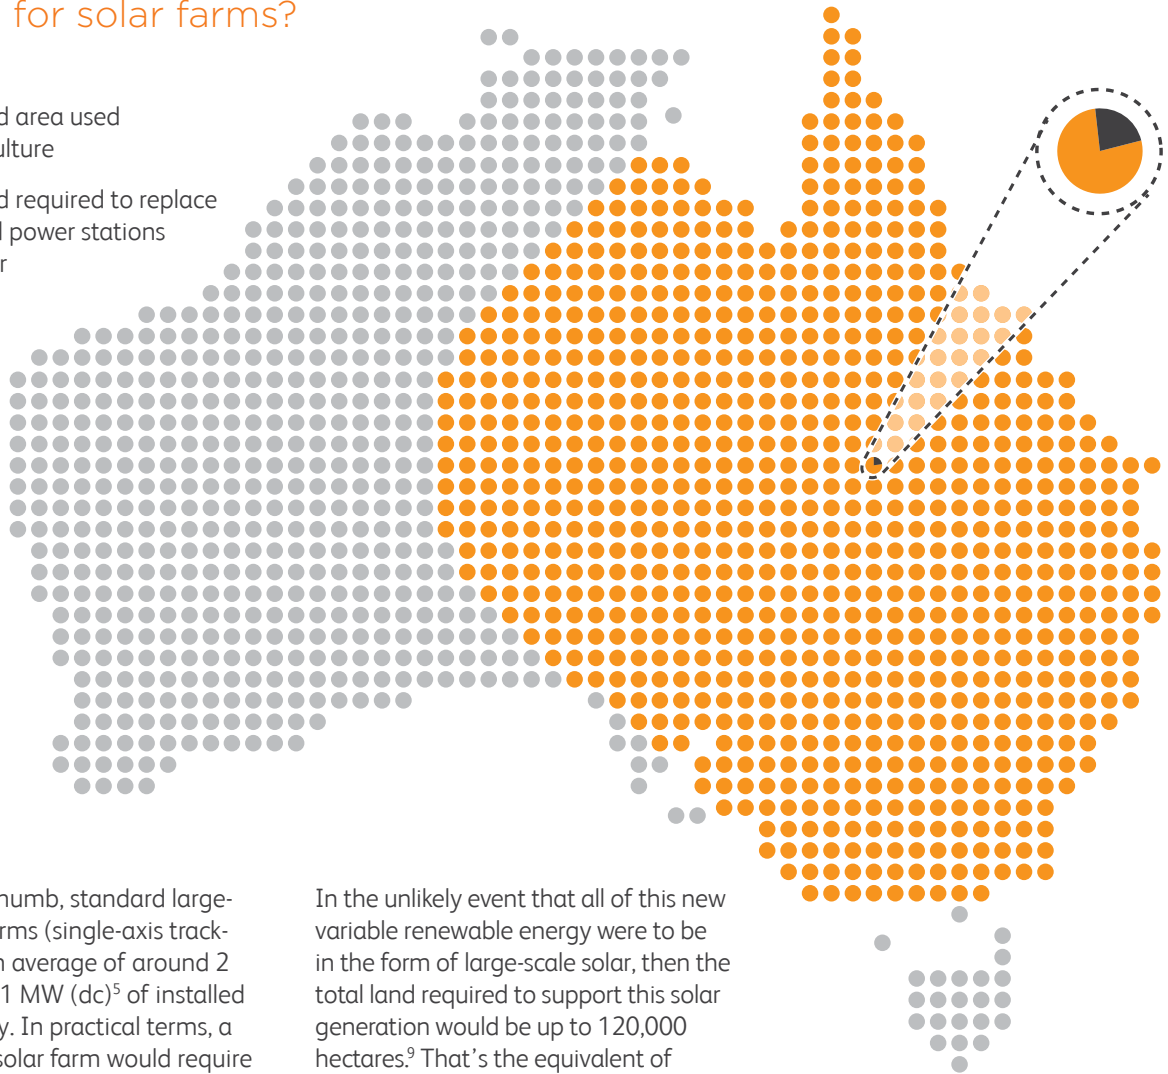 for solar farms?
d area used
ulture
d required to replace
l power stations
r
humb, standard large-
rms (single-axis track-
n average of around 2
1 MW (dc)5 of installed
y. In practical terms, a
solar farm would require
In the unlikely event that all of this new
variable renewable energy were to be
in the form of large-scale solar, then the
total land required to support this solar
generation would be up to 120,000
hectares.9 That's the equivalent of